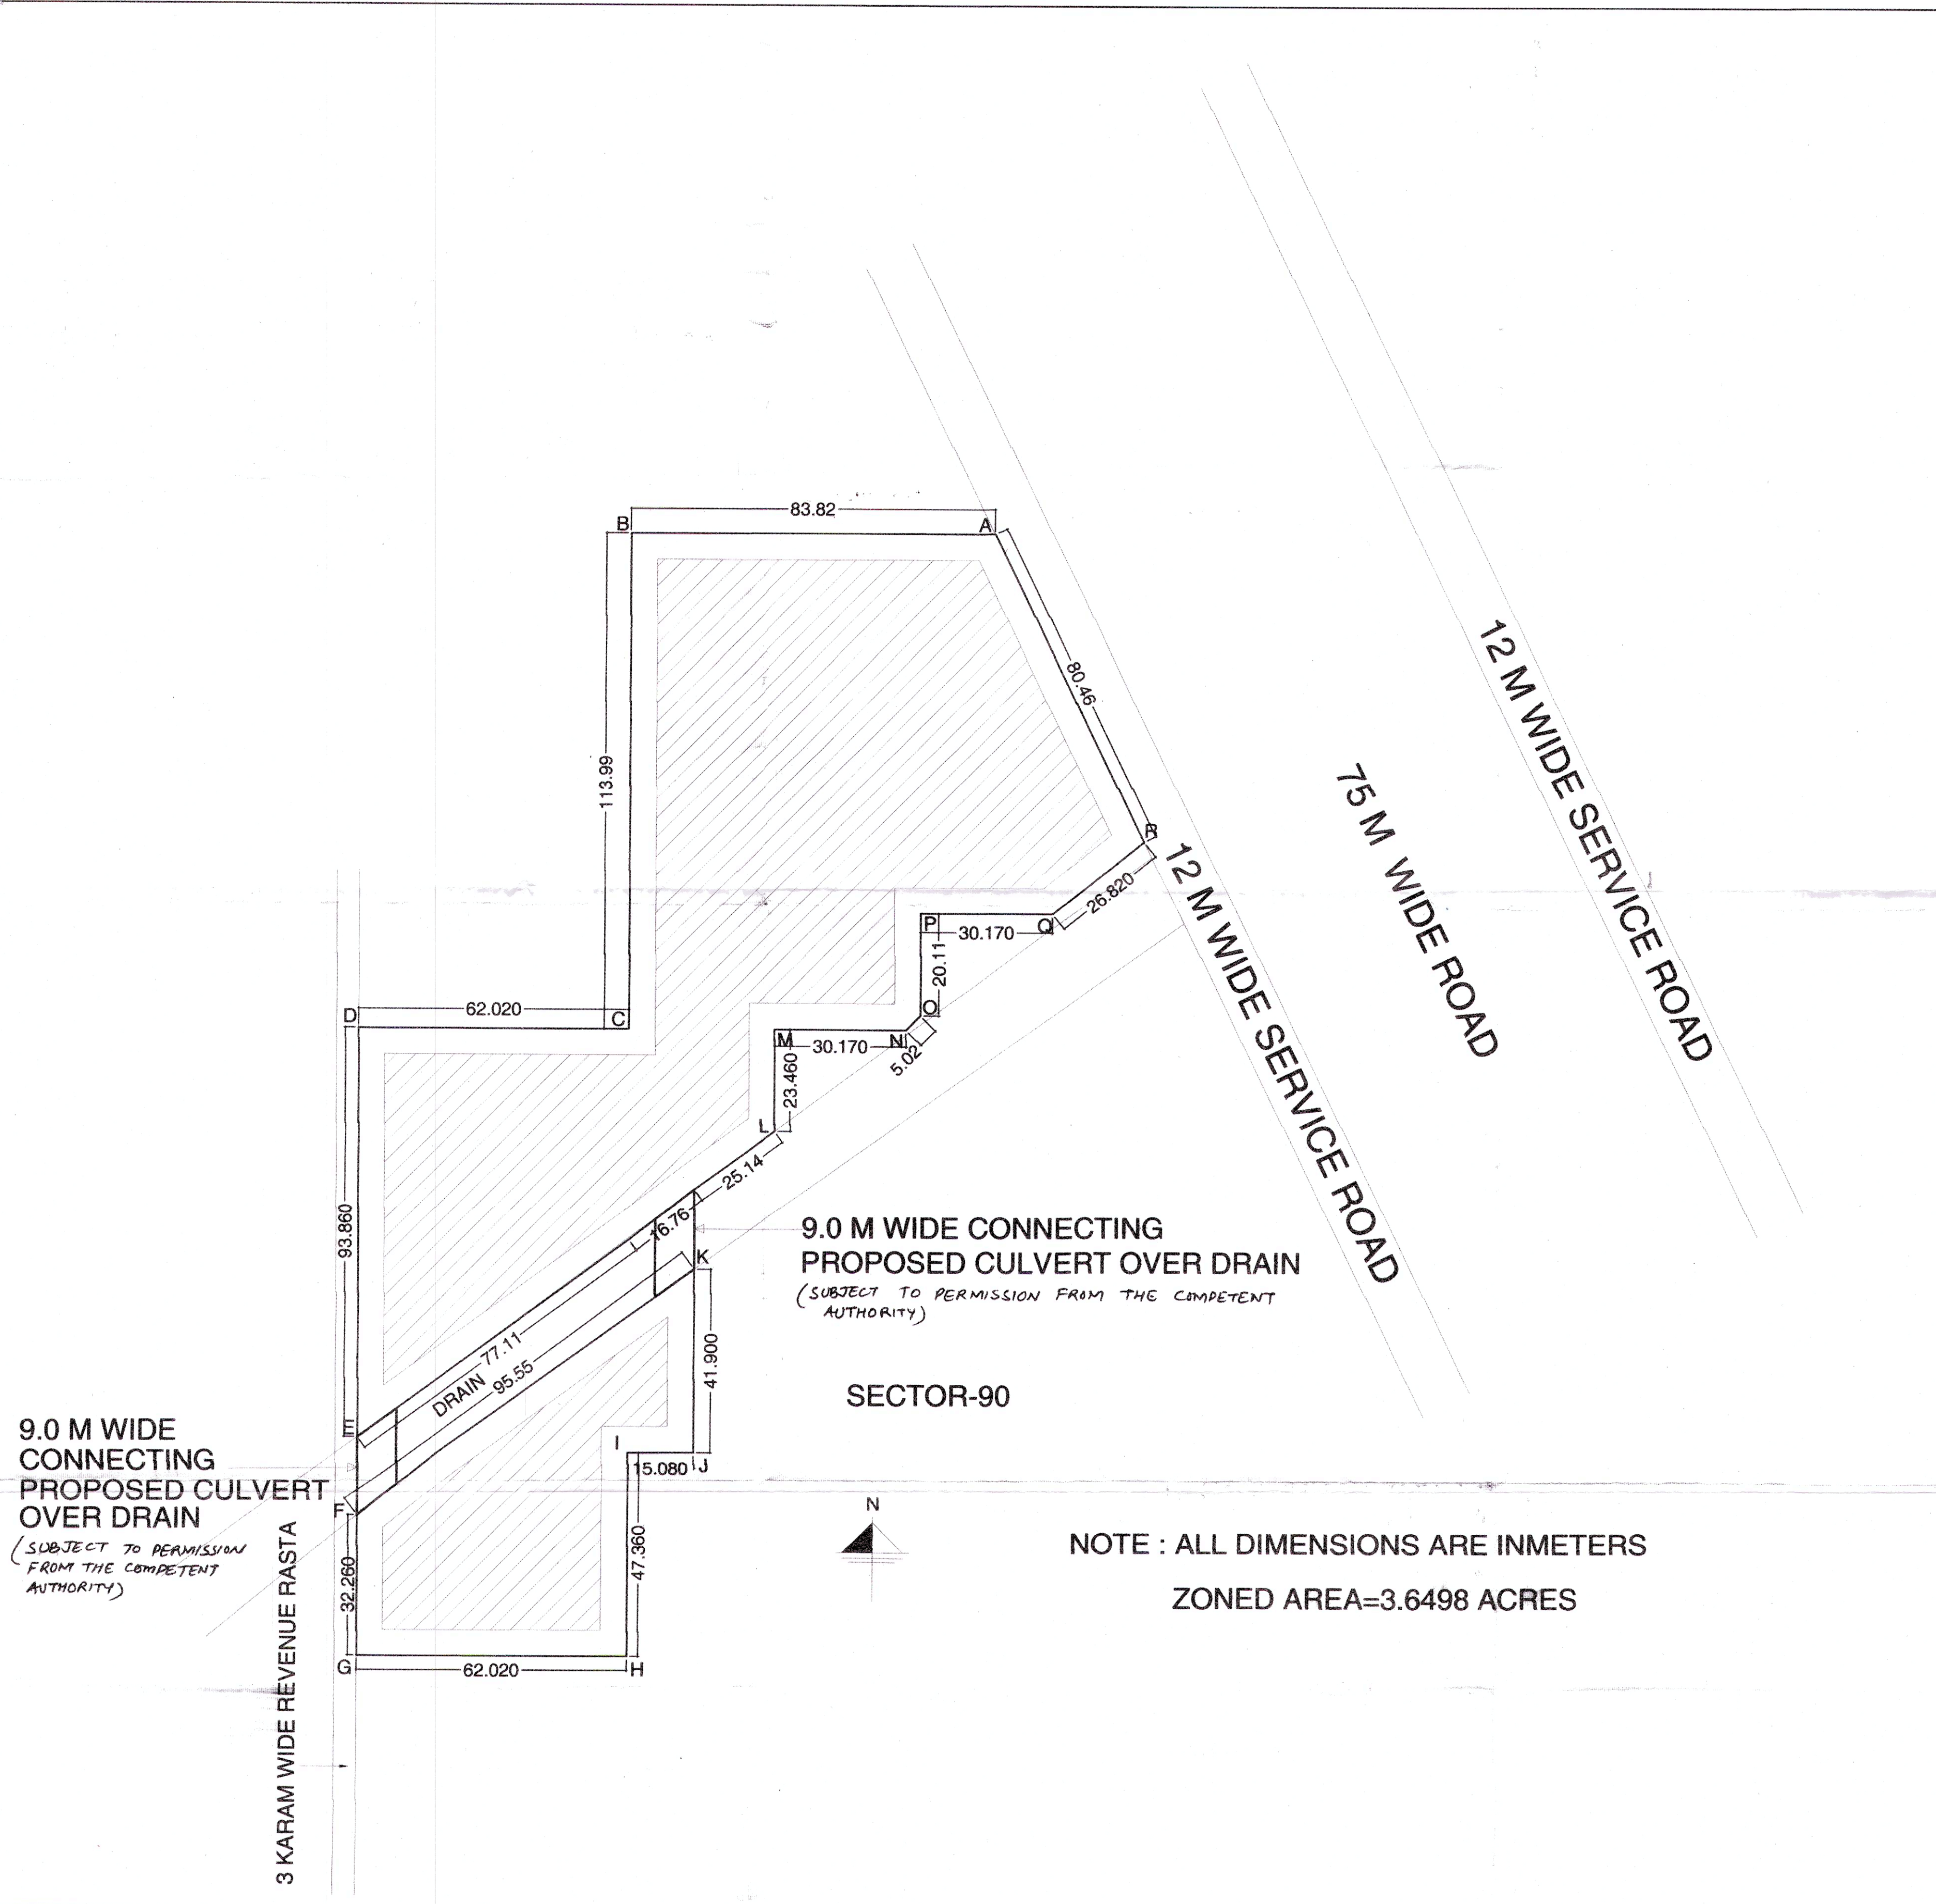 83.82
B
A
80.46
113.99
12 M WIDE SERVICE ROAD
75 M WIDE ROAD
R
12 M WIDE SERVICE ROAD
26.820
P
Q
30.170
20.11
D
62.020
C
O
M
30.170
N
5.02
23.460
L
25.14
93.860
16.76
9.0 M WIDE CONNECTING
PROPOSED CULVERT OVER DRAIN
(SUBJECT TO PERMISSION FROM THE COMPETENT
AUTHORITY)
K
77.11
95.55
DRAIN
41.900
SECTOR-90
E
9.0 M WIDE
CONNECTING
PROPOSED CULVERT
OVER DRAIN
(SUBJECT TO PERMISSION
FROM THE COMPETENT
AUTHORITY)
I
15.080
J
F
N
32.260
47.360
NOTE : ALL DIMENSIONS ARE INMETERS
ZONED AREA=3.6498 ACRES
G
62.020
H
3 KARAM WIDE REVENUE RASTA